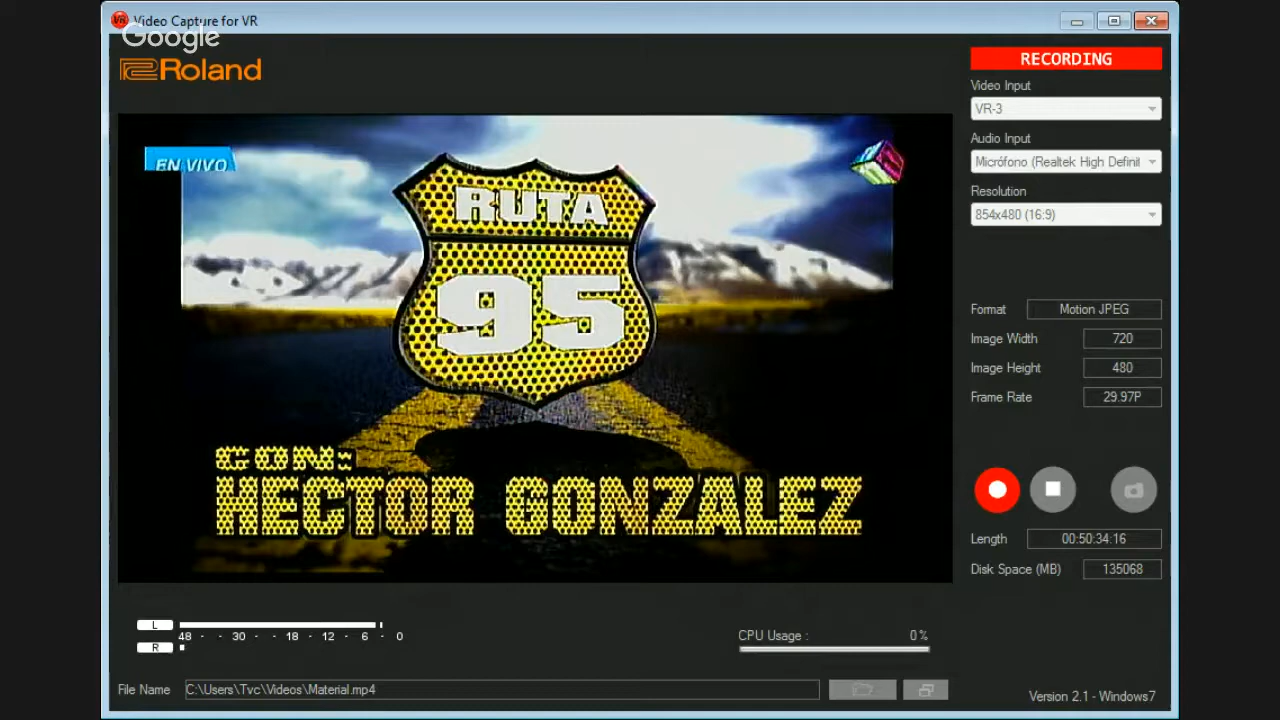 Video Capture for VR
Google
Roland
RECORDING
Video Input
VR-3
Audio Input
Micrófono (Realtek High Definit
Resolution
854x480 (16:9)
EN VIVO
RUTA
95
CON:
HECTOR GONZALEZ
Format Motion JPEG
Image Width 720
Image Height 480
Frame Rate 29.97P
Length 00:50:34:16
Disk Space (MB) 135068
L
48 - - 30 - - 18 - 12 - 6 - 0
R
CPU Usage : 0 %
File Name C:\Users\Tvc\Videos\Material.mp4
Version 2.1 - Windows7